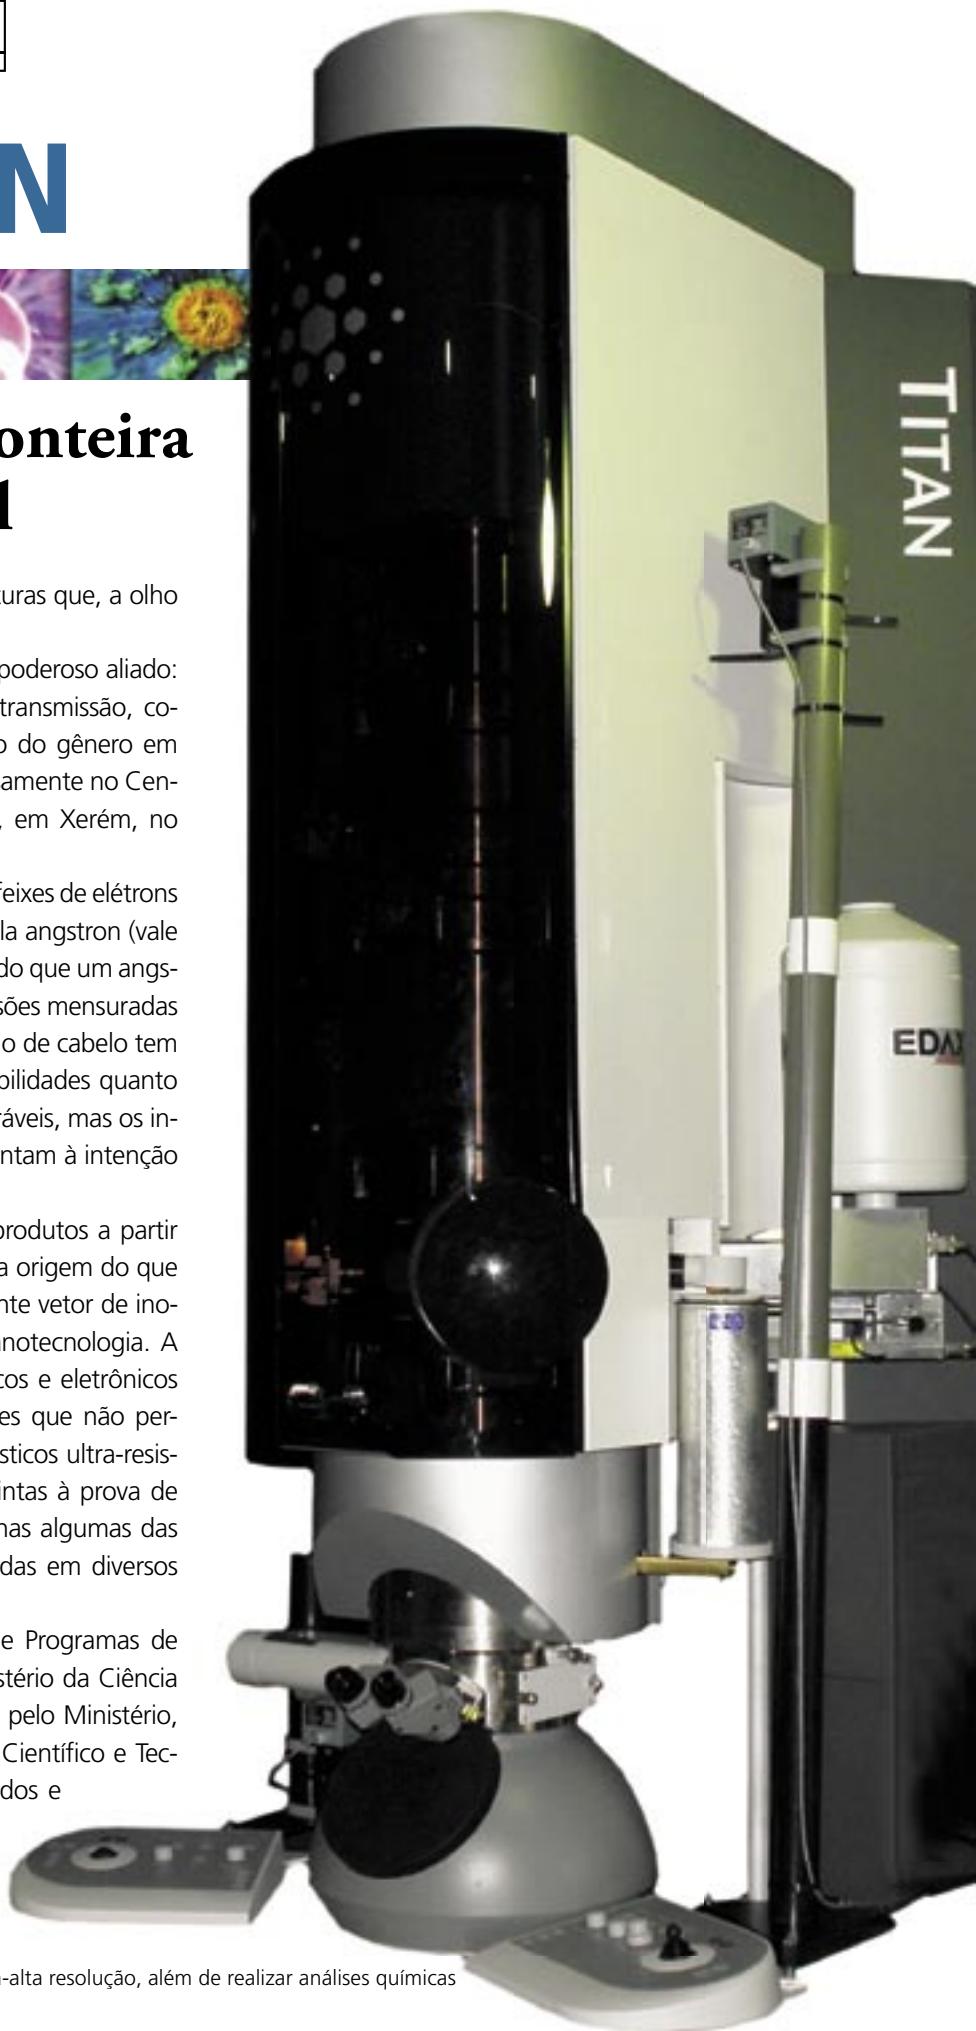 N
onteira
l
uras que, a olho
poderoso aliado:
transmissão, co-
o do gênero em
amente no Cen-
, em Xerém, no
feixes de elétrons
la angstron (vale
do que um angs-
sões mensuradas
o de cabelo tem
bilidades quanto
ráveis, mas os in-
ntam à intenção
produtos a partir
a origem do que
nte vetor de ino-
anotecnologia. A
cos e eletrônicos
es que não per-
sticos ultra-resis-
intas à prova de
nas algumas das
das em diversos
e Programas de
stério da Ciência
pelo Ministério,
Científico e Tec-
dos e
-alta resolução, além de realizar análises químicas
TITAN
EDAX